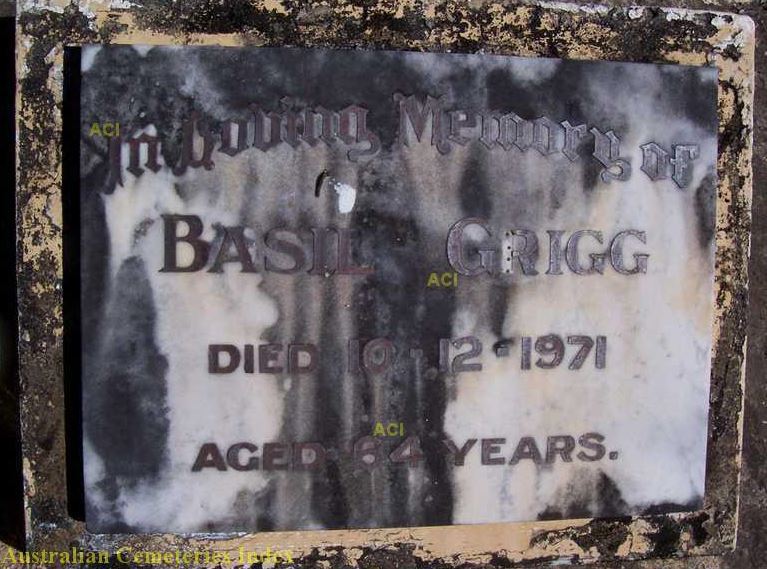 In Loving Memory of
ACI
BASIL GRIGG
ACI
DIED 10-12-1971
ACI
AGED 64 YEARS.
Australian Cemeteries Index